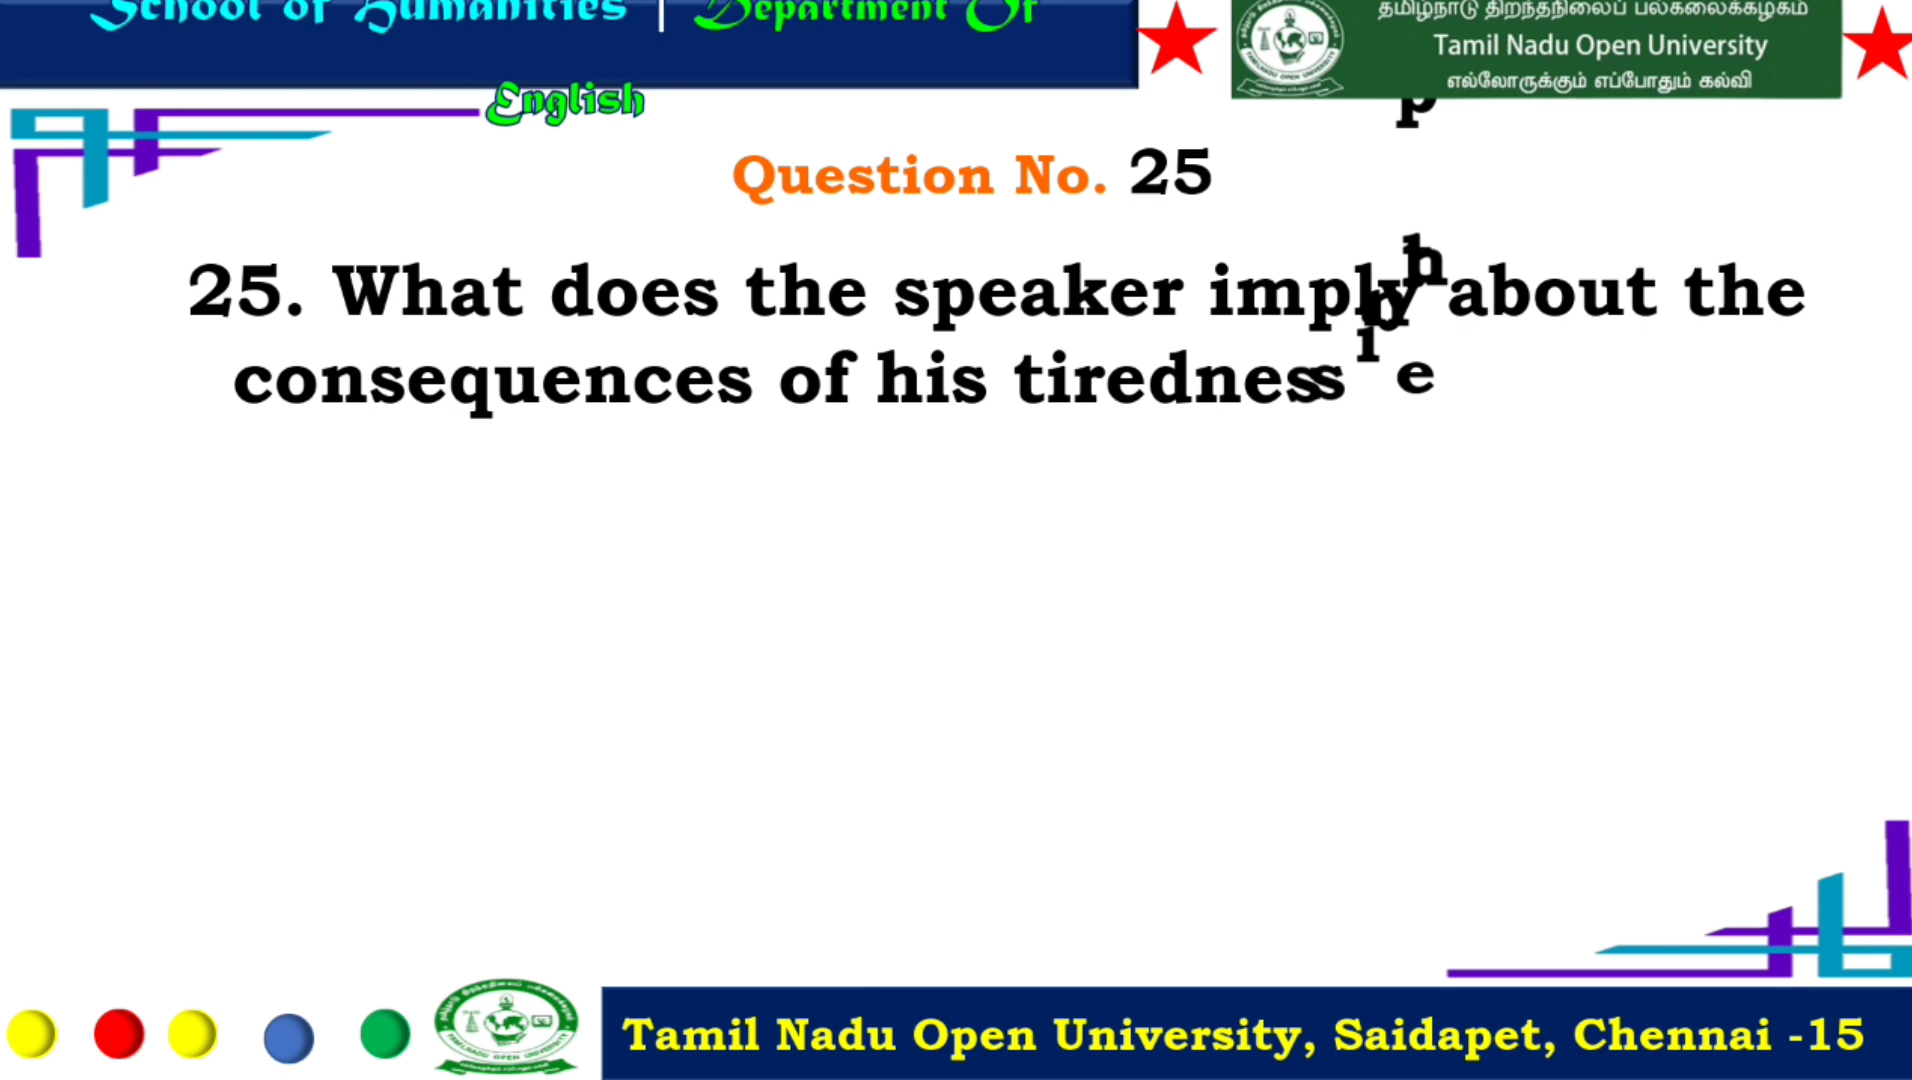 School of Humanities | Department Of
English
தமிழ்நாடு திறந்தநிலைப் பல்கலைக்கழகம்
Tamil Nadu Open University
எல்லோருக்கும் எப்போதும் கல்வி
Question No. 25
25. What does the speaker imply about the
consequences of his tiredness
Tamil Nadu Open University, Saidapet, Chennai -15